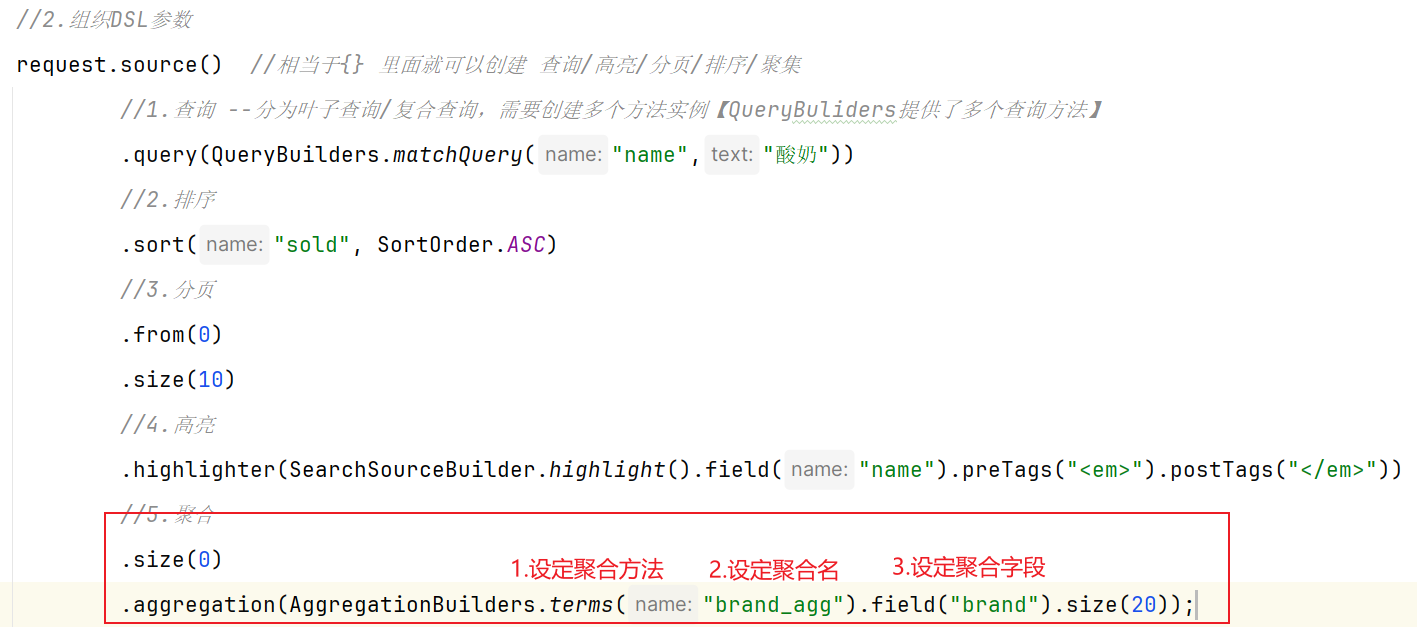 //2.组织DSL参数
request.source()  //相当于{} 里面就可以创建 查询/高亮/分页/排序/聚集
//1.查询 --分为叶子查询/复合查询，需要创建多个方法实例【QueryBuliders提供了多个查询方法】
.query(QueryBuilders.matchQuery( name: "name", text: "酸奶"))
//2.排序
.sort( name: "sold", SortOrder.ASC)
//3.分页
.from(0)
.size(10)
//4.高亮
.highlighter(SearchSourceBuilder.highlight().field( name: "name").preTags("<em>").postTags("</em>"))
//5.聚合
.size(0)
1.设定聚合方法 2.设定聚合名 3.设定聚合字段
.aggregation(AggregationBuilders.terms( name: "brand_agg").field("brand").size(20));